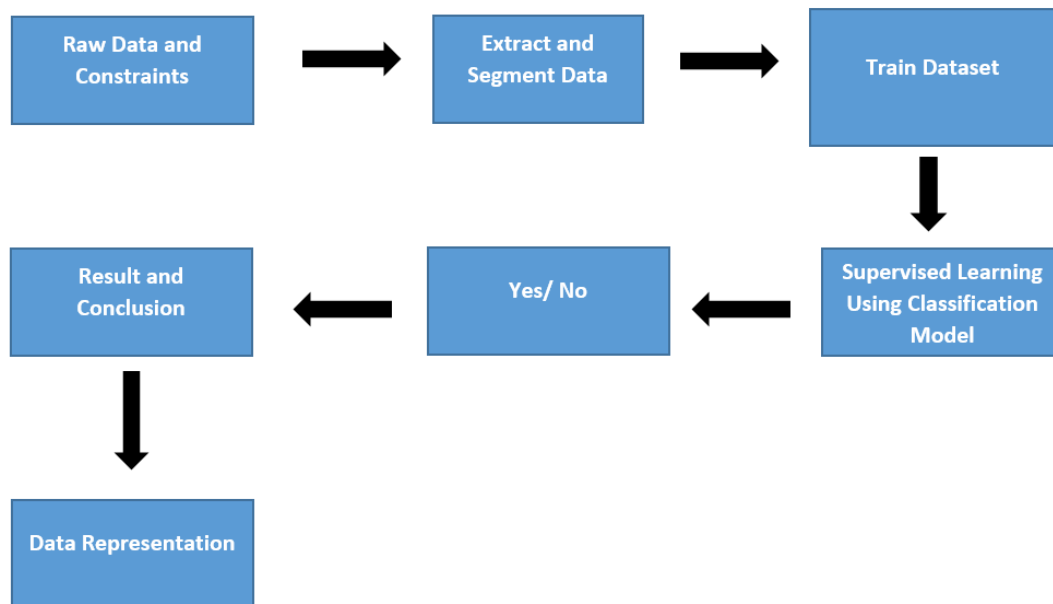 Raw Data and
Constraints
Extract and
Segment Data
Train Dataset
Supervised Learning
Using Classification
Model
Yes/ No
Result and
Conclusion
Data Representation